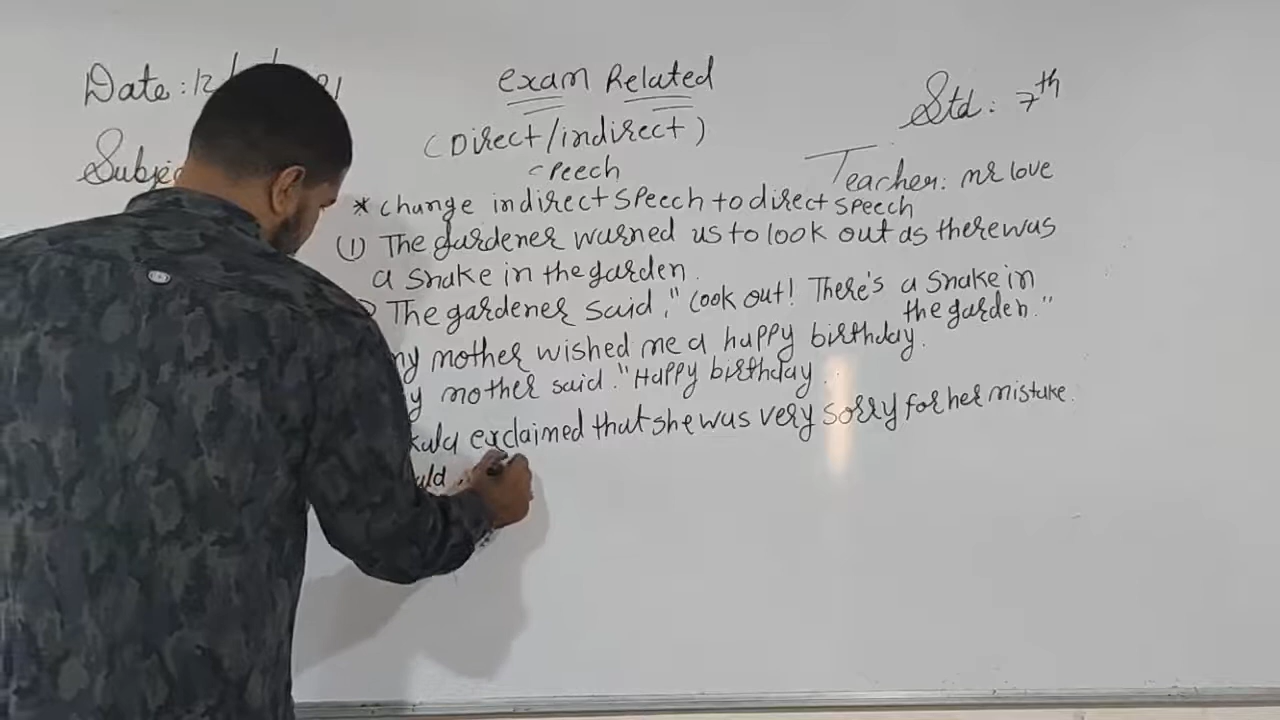 Date: 12/
Exam Related
Std: 7th
(Direct/indirect)
Speech
Teacher: mr love
* Change indirect speech to direct speech
(1) The gardener warned us to look out as there was
a snake in the garden.
The gardener said, "Look out! There's a snake in
the garden."
my mother wished me a happy birthday.
mother said "Happy birthday.
exclaimed that she was very sorry for her mistake.